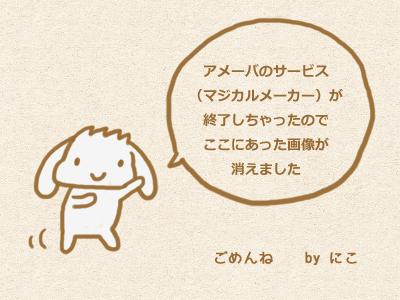 アメーバのサービス
（マジカルメーカー）が
終了しちゃったので
ここにあった画像が
消えました
ごめんね　　by にこ